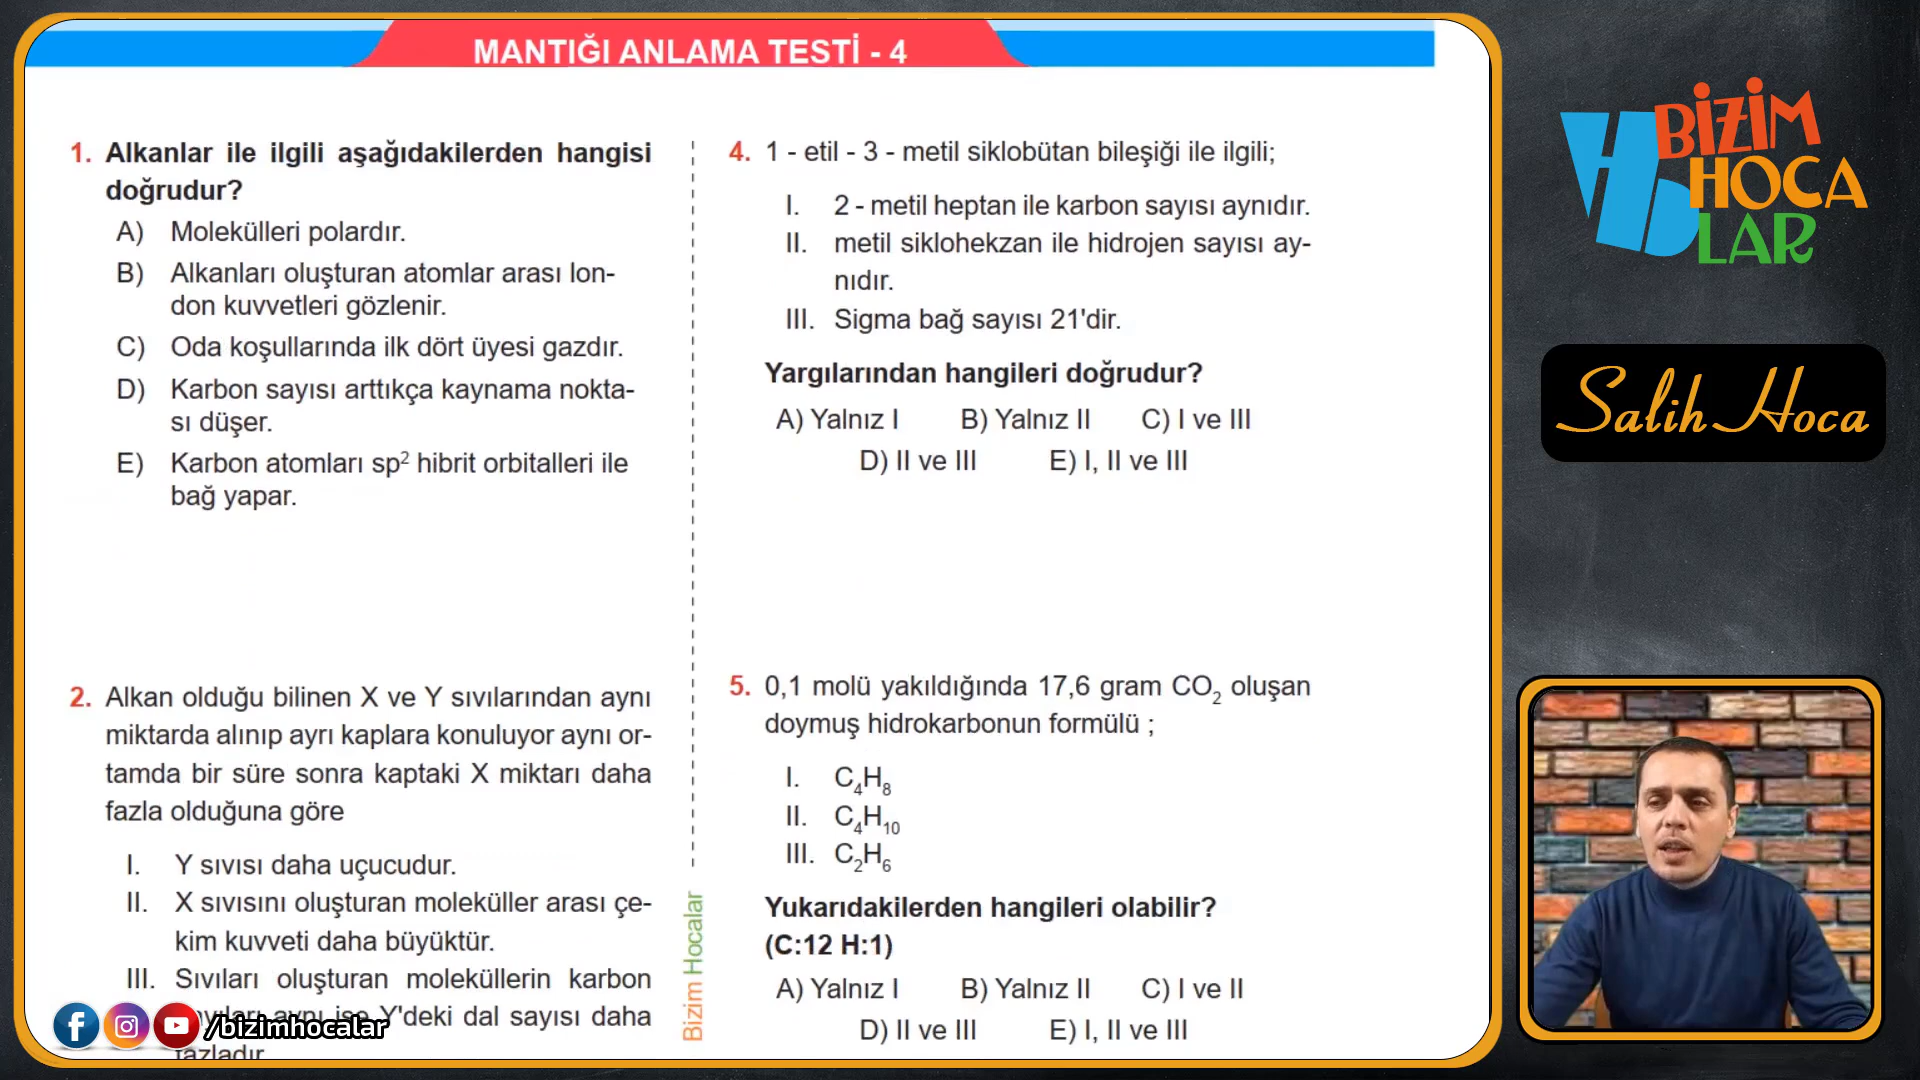 MANTIĞI ANLAMA TESTİ - 4
1. Alkanlar ile ilgili aşağıdakilerden hangisi
doğrudur?
A) Molekülleri polardır.
B) Alkanları oluşturan atomlar arası lon-
don kuvvetleri gözlenir.
C) Oda koşullarında ilk dört üyesi gazdır.
D) Karbon sayısı arttıkça kaynama nokta-
sı düşer.
E) Karbon atomları sp² hibrit orbitalleri ile
bağ yapar.
2. Alkan olduğu bilinen X ve Y sıvılarından aynı
miktarda alınıp ayrı kaplara konuluyor aynı or-
tamda bir süre sonra kaptaki X miktarı daha
fazla olduğuna göre
I. Y sıvısı daha uçucudur.
II. X sıvısını oluşturan moleküller arası çe-
kim kuvveti daha büyüktür.
III. Sıvıları oluşturan moleküllerin karbon
Y'deki dal sayısı daha
fazladır
/bizimhocalar
Bizim Hocalar
4. 1 - etil - 3 - metil siklobütan bileşiği ile ilgili;
I. 2 - metil heptan ile karbon sayısı aynıdır.
II. metil siklohekzan ile hidrojen sayısı ay-
nıdır.
III. Sigma bağ sayısı 21'dir.
Yargılarından hangileri doğrudur?
A) Yalnız I B) Yalnız II C) I ve III
D) II ve III E) I, II ve III
5. 0,1 molü yakıldığında 17,6 gram CO₂ oluşan
doymuş hidrokarbonun formülü ;
I. C₄H₈
II. C₄H₁₀
III. C₂H₆
Yukarıdakilerden hangileri olabilir?
(C:12 H:1)
A) Yalnız I B) Yalnız II C) I ve II
D) II ve III E) I, II ve III
BİZİM
HOCA
LAR
Salih Hoca